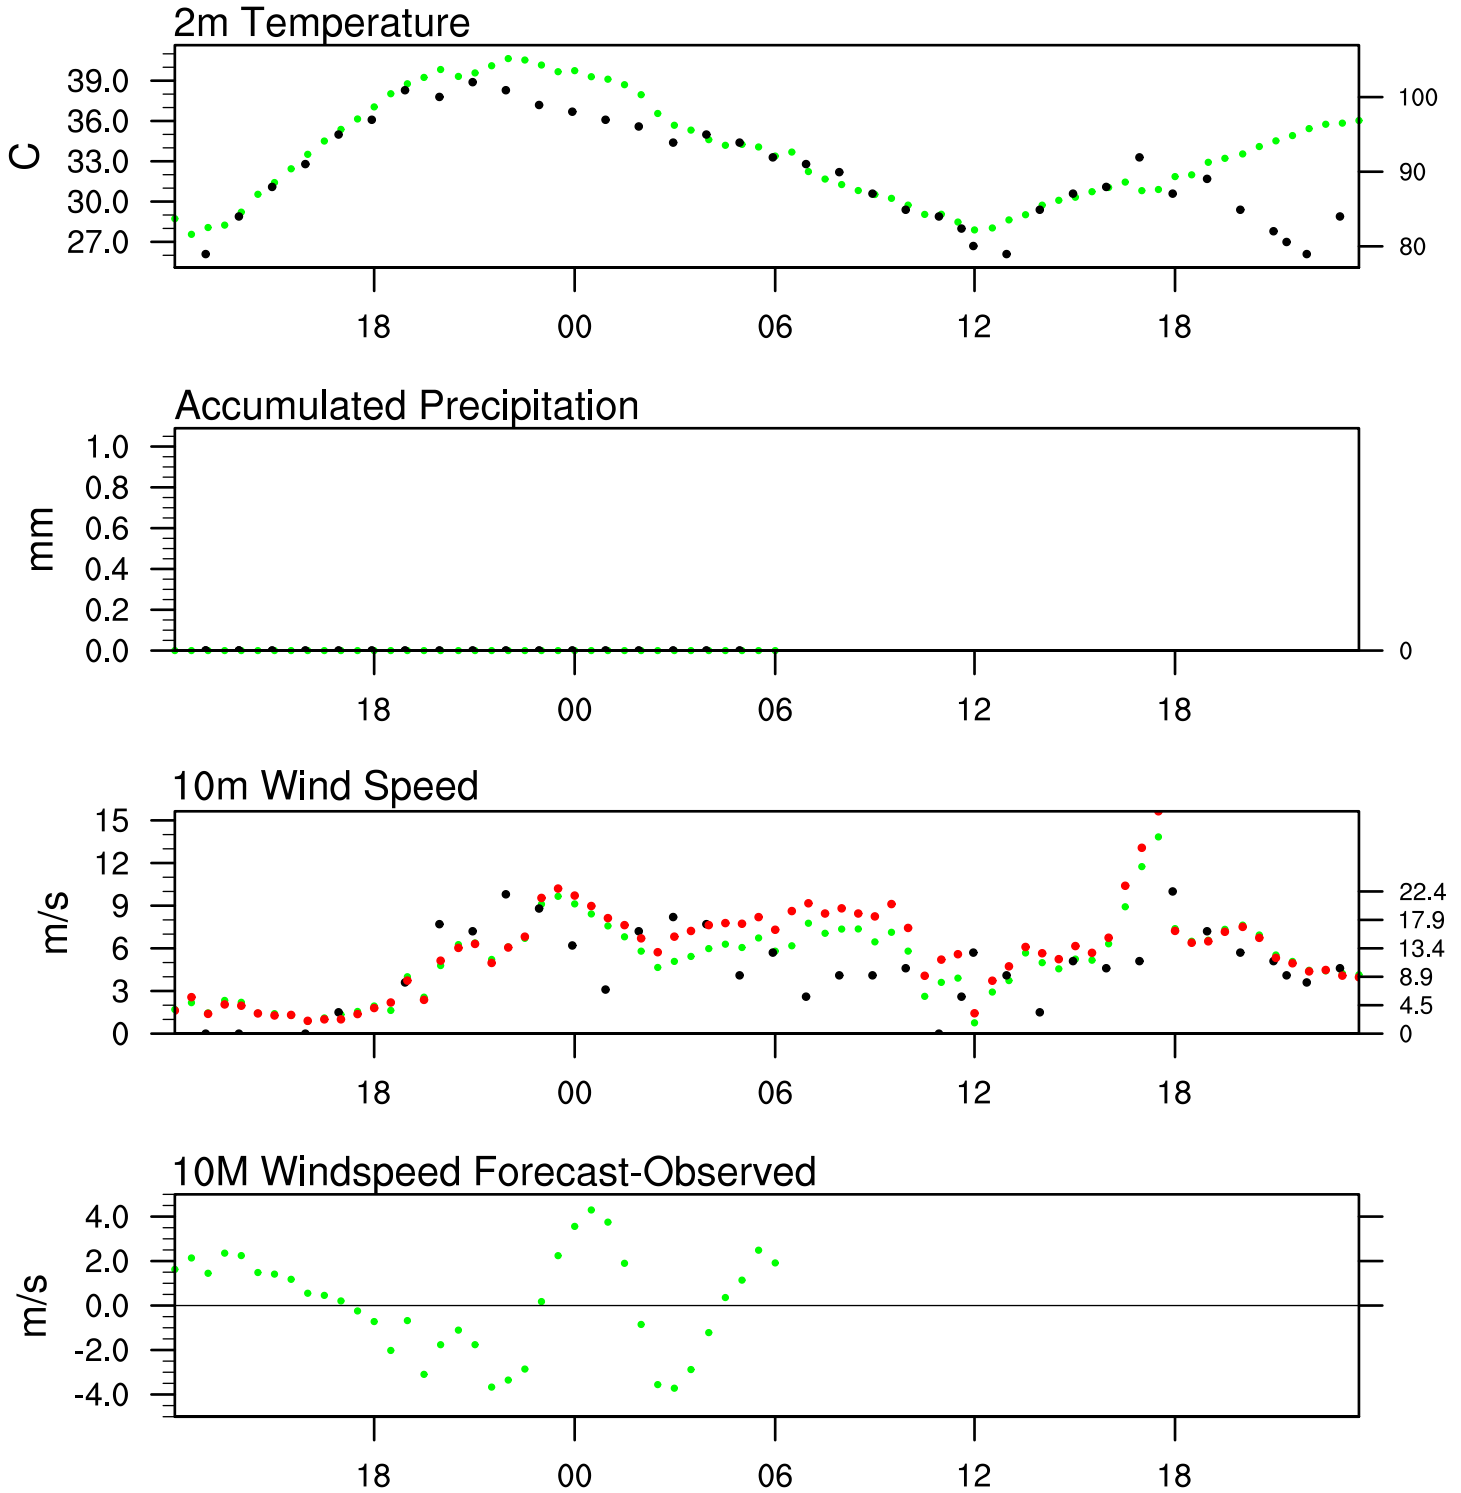 2m Temperature
39.0
36.0
33.0
30.0
27.0
C
100
90
80
18 00 06 12 18
Accumulated Precipitation
1.0
0.8
0.6
0.4
0.2
0.0
mm
0
18 00 06 12 18
10m Wind Speed
15
12
9
6
3
0
m/s
22.4
17.9
13.4
8.9
4.5
0
18 00 06 12 18
10M Windspeed Forecast-Observed
4.0
2.0
0.0
-2.0
-4.0
m/s
18 00 06 12 18